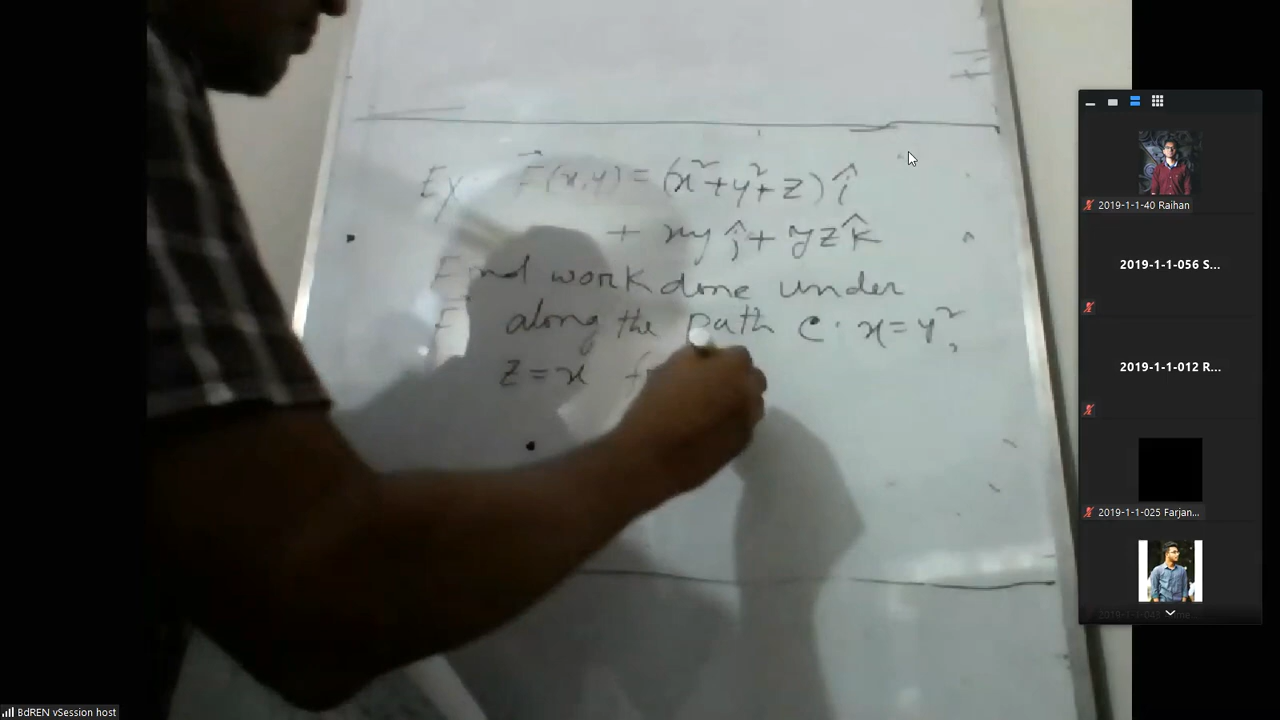 Ex F(x,y) = (x²+y²+z) î
+ xy ĵ + yz k̂
Find work done under
F along the path C: x = y²,
z = x
2019-1-1-40 Raihan
2019-1-1-056 S...
2019-1-1-012 R...
2019-1-1-025 Farjan...
BdREN vSession host